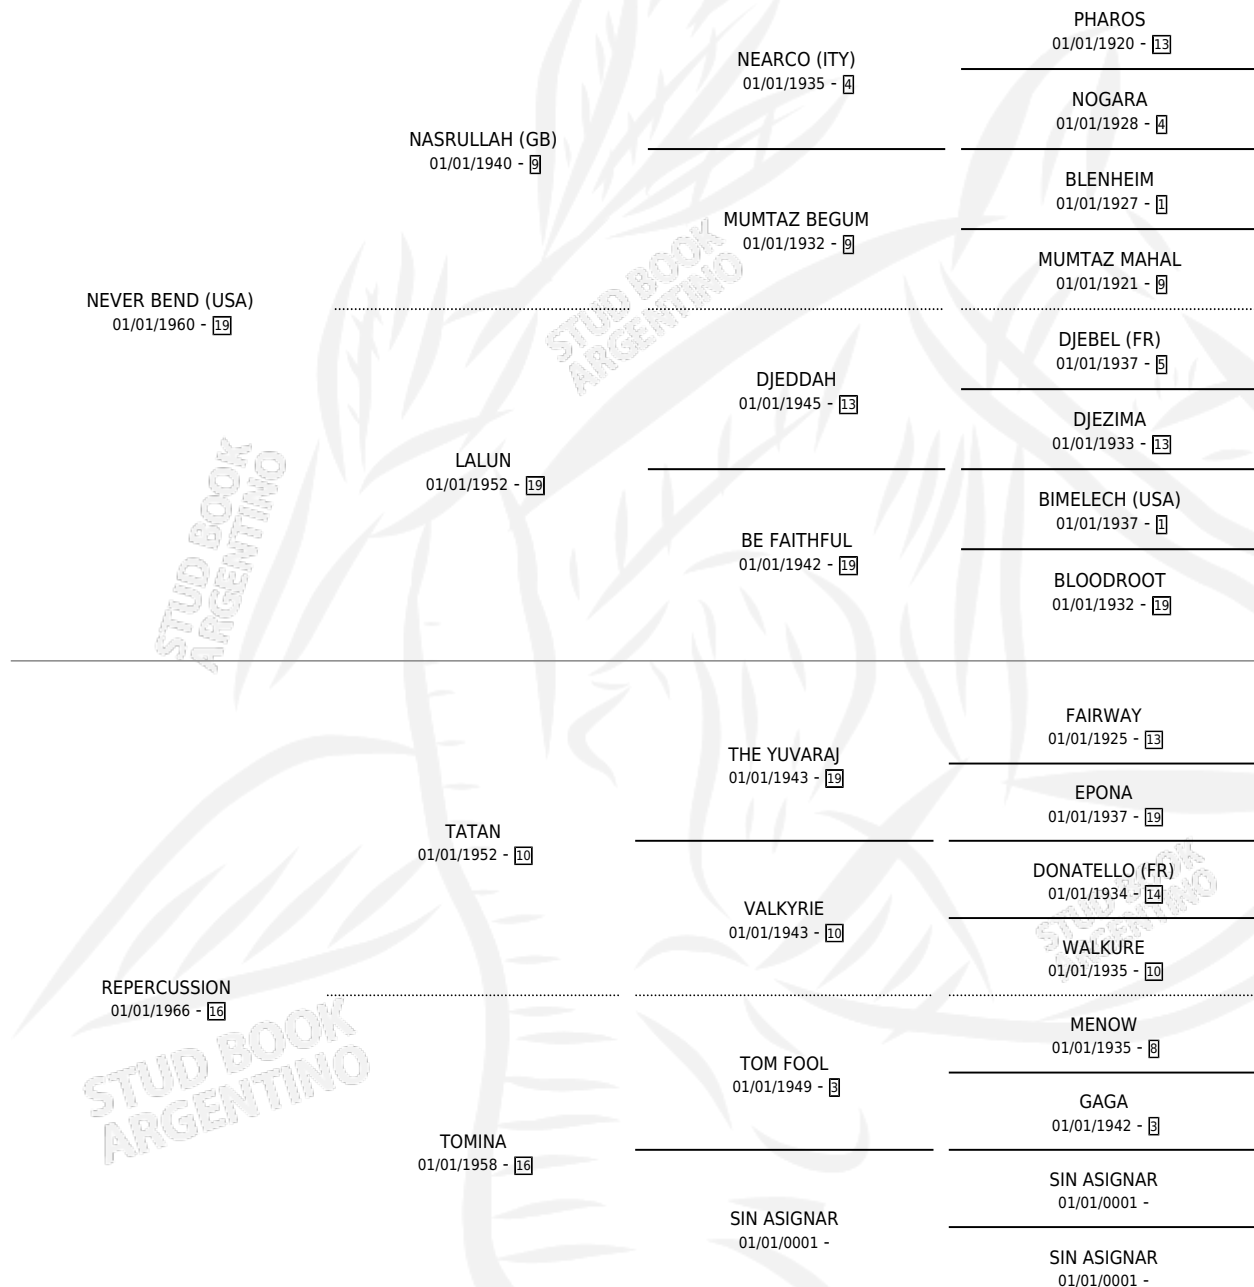 PHAROS
01/01/1920 - 13
NEARCO (ITY)
01/01/1935 - 4
NOGARA
01/01/1928 - 4
NASRULLAH (GB)
01/01/1940 - 9
BLENHEIM
01/01/1927 - 1
MUMTAZ BEGUM
01/01/1932 - 9
MUMTAZ MAHAL
01/01/1921 - 9
NEVER BEND (USA)
01/01/1960 - 19
STUD BOOK
ARGENTINO
DJEBEL (FR)
01/01/1937 - 5
DJEDDAH
01/01/1945 - 13
DJEZIMA
01/01/1933 - 13
LALUN
01/01/1952 - 19
BIMELECH (USA)
01/01/1937 - 1
BE FAITHFUL
01/01/1942 - 19
BLOODROOT
01/01/1932 - 19
STUD BOOK
ARGENTINO
FAIRWAY
01/01/1925 - 13
THE YUVARAJ
01/01/1943 - 19
EPONA
01/01/1937 - 19
TATAN
01/01/1952 - 10
DONATELLO (FR)
01/01/1934 - 14
VALKYRIE
01/01/1943 - 10
STUD BOOK
ARGENTINO
WALKURE
01/01/1935 - 10
REPERCUSSION
01/01/1966 - 16
STUD BOOK
ARGENTINO
MENOW
01/01/1935 - 8
TOM FOOL
01/01/1949 - 3
GAGA
01/01/1942 - 3
TOMINA
01/01/1958 - 16
SIN ASIGNAR
01/01/0001 -
SIN ASIGNAR
01/01/0001 -
SIN ASIGNAR
01/01/0001 -